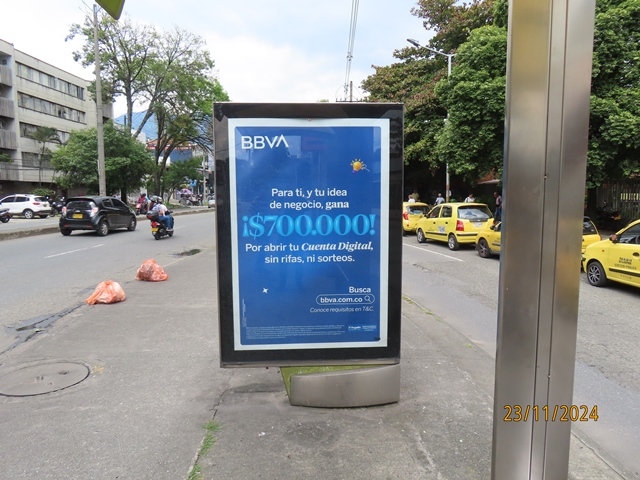 BBVA
Para ti, y tu idea
de negocio, gana
¡$700.000!
Por abrir tu Cuenta Digital,
sin rifas, ni sorteos.
Busca
bbva.com.co
Conoce requisitos en T&C
23/11/2024